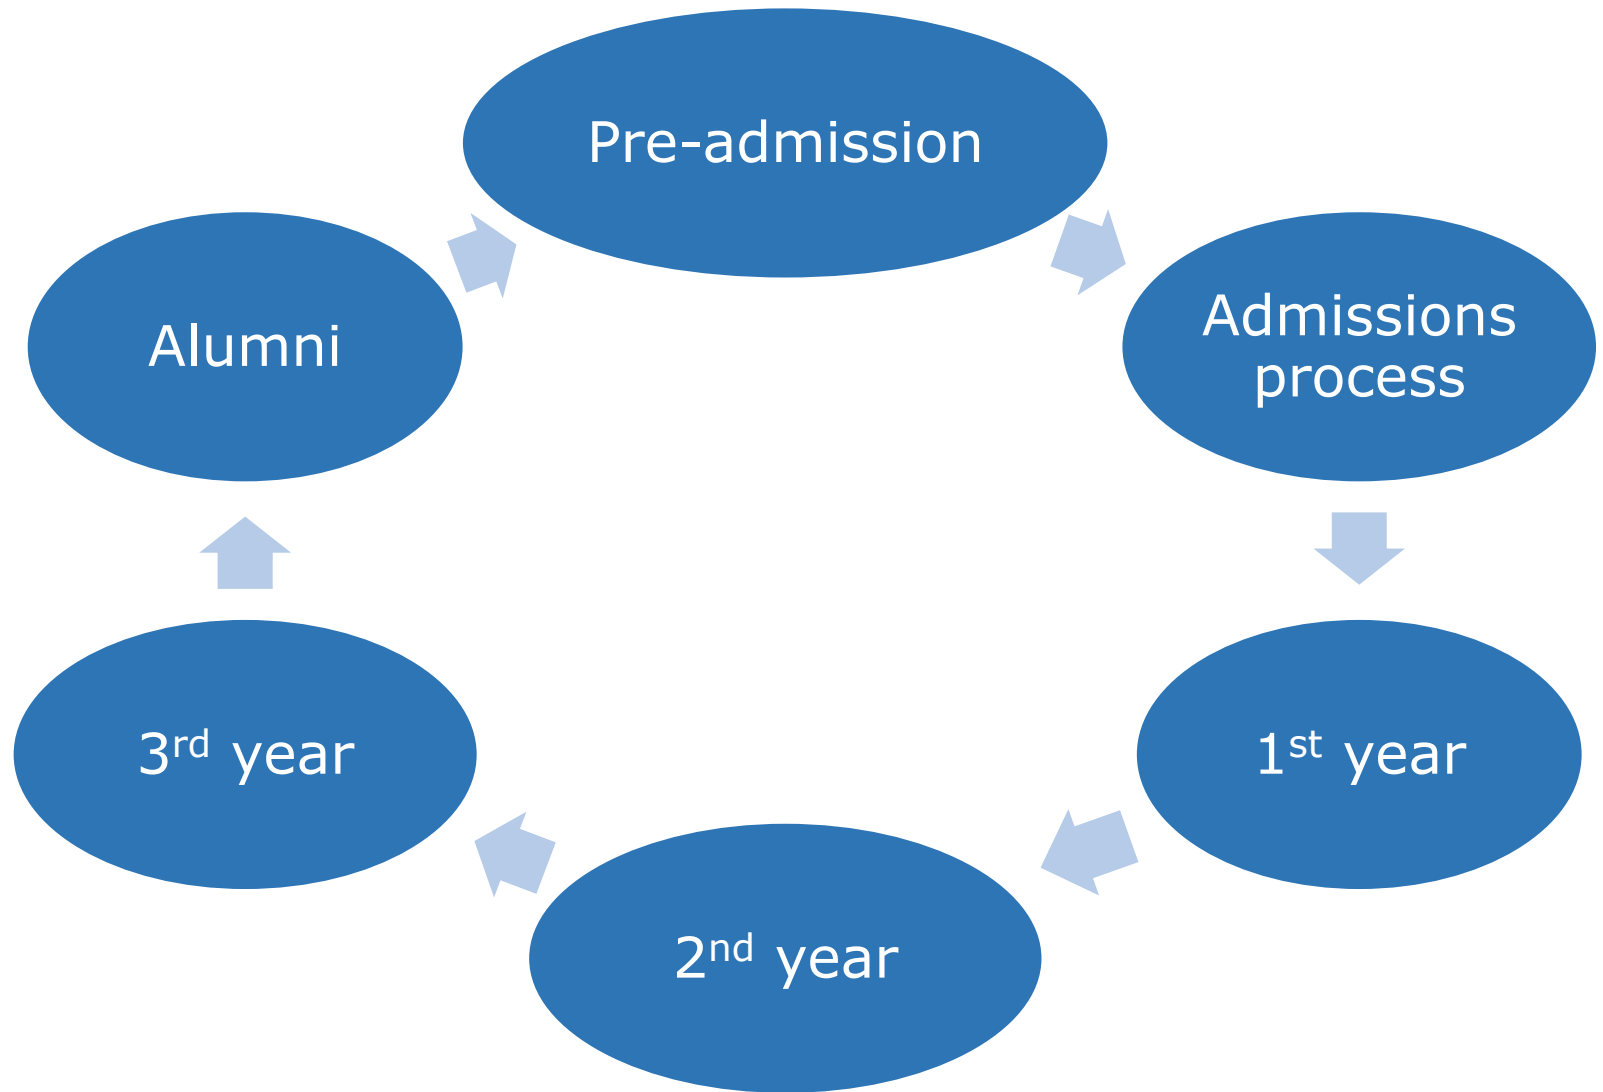 Pre-admission
Admissions
process
1st year
2nd year
3rd year
Alumni